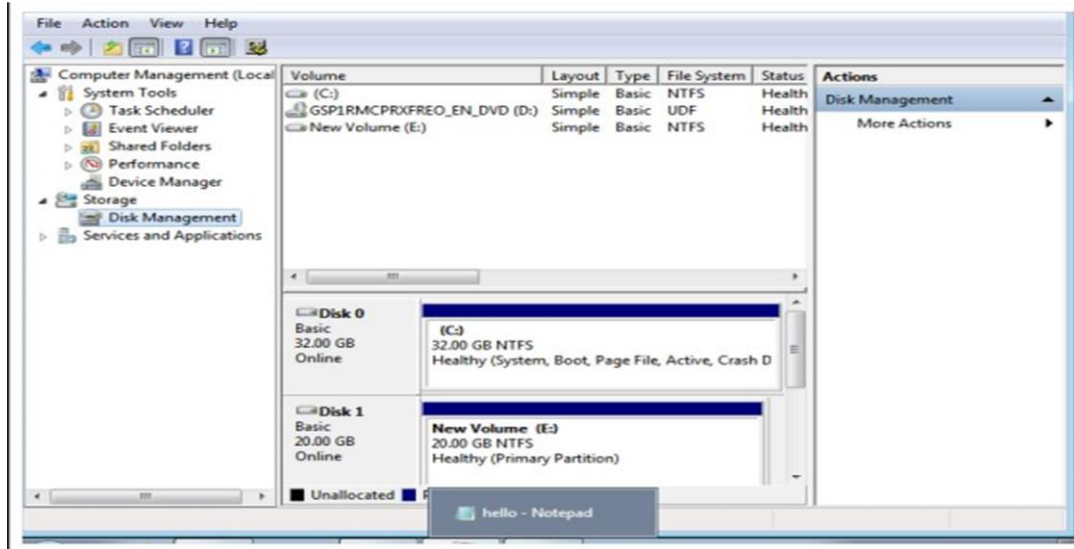 File Action View Help
Computer Management (Local
System Tools
Task Scheduler
Event Viewer
Shared Folders
Performance
Device Manager
Storage
Disk Management
Services and Applications
Volume Layout Type File System Status
(C:) Simple Basic NTFS Health
GSP1RMCPRXFREO_EN_DVD (D:) Simple Basic UDF Health
New Volume (E:) Simple Basic NTFS Health
Disk 0
Basic
32.00 GB
Online
(C:)
32.00 GB NTFS
Healthy (System, Boot, Page File, Active, Crash D
Disk 1
Basic
20.00 GB
Online
New Volume (E:)
20.00 GB NTFS
Healthy (Primary Partition)
Unallocated
hello - Notepad
Actions
Disk Management
More Actions